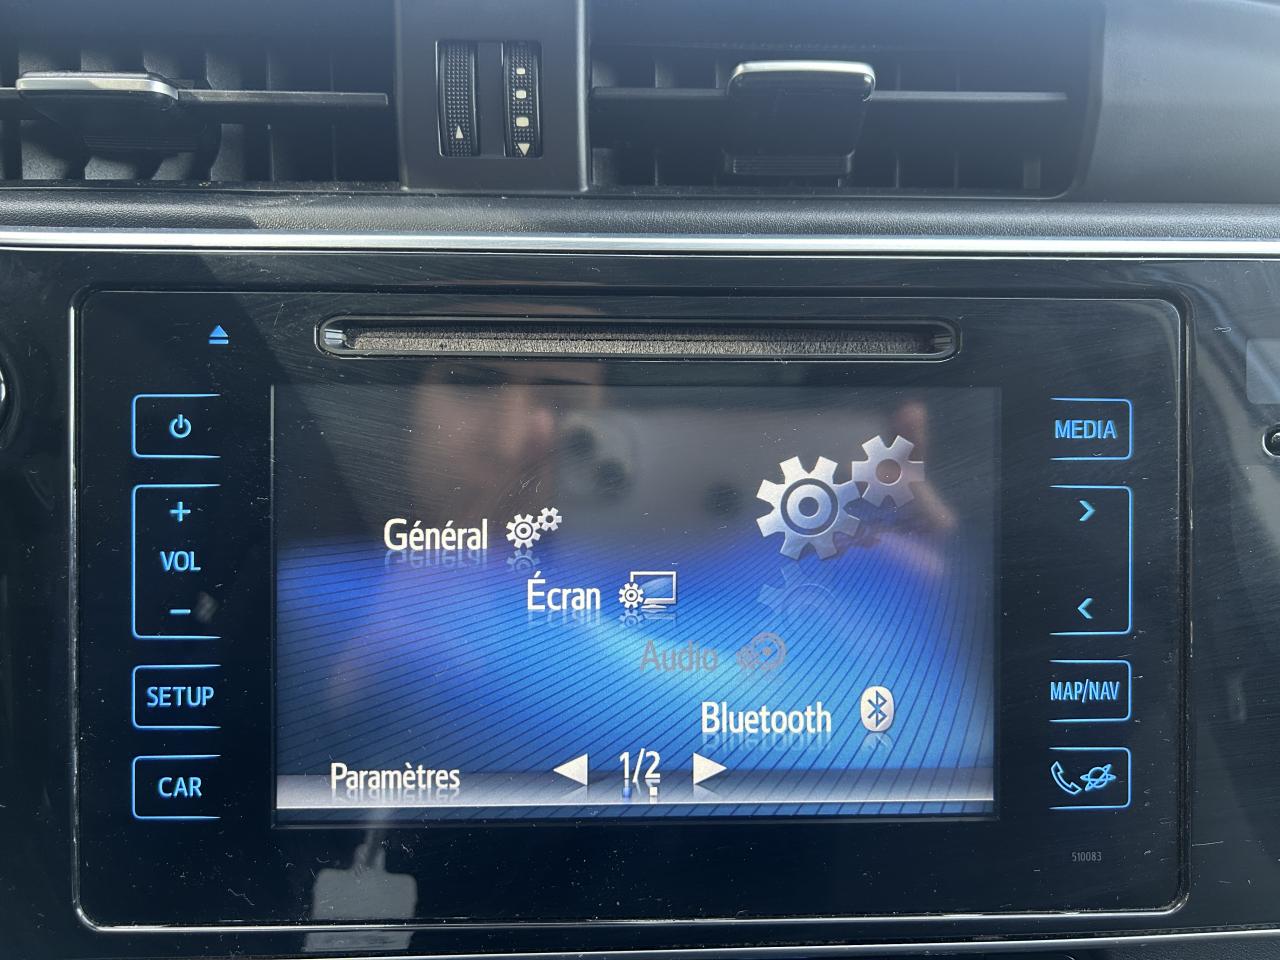 MEDIA
+
VOL
-
Général
Écran
Audio
SETUP
MAP/NAV
Bluetooth
Paramètres
1/2
CAR
510083